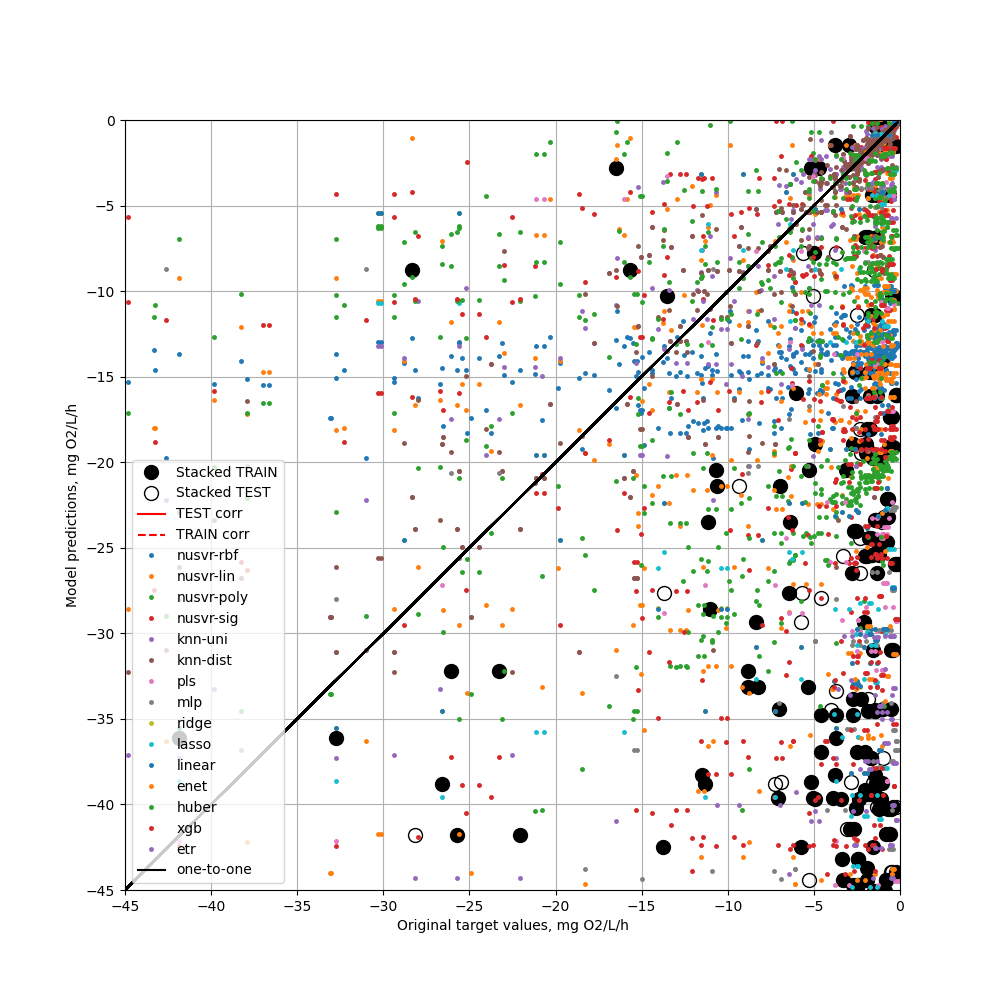 0
−5
−10
−15
−20
−25
−30
−35
−40
−45
Model predictions, mg O2/L/h
Stacked TRAIN
Stacked TEST
TEST corr
TRAIN corr
nusvr-rbf
nusvr-lin
nusvr-poly
nusvr-sig
knn-uni
knn-dist
pls
mlp
ridge
lasso
linear
enet
huber
xgb
etr
one-to-one
−45 −40 −35 −30 −25 −20 −15 −10 −5 0
Original target values, mg O2/L/h